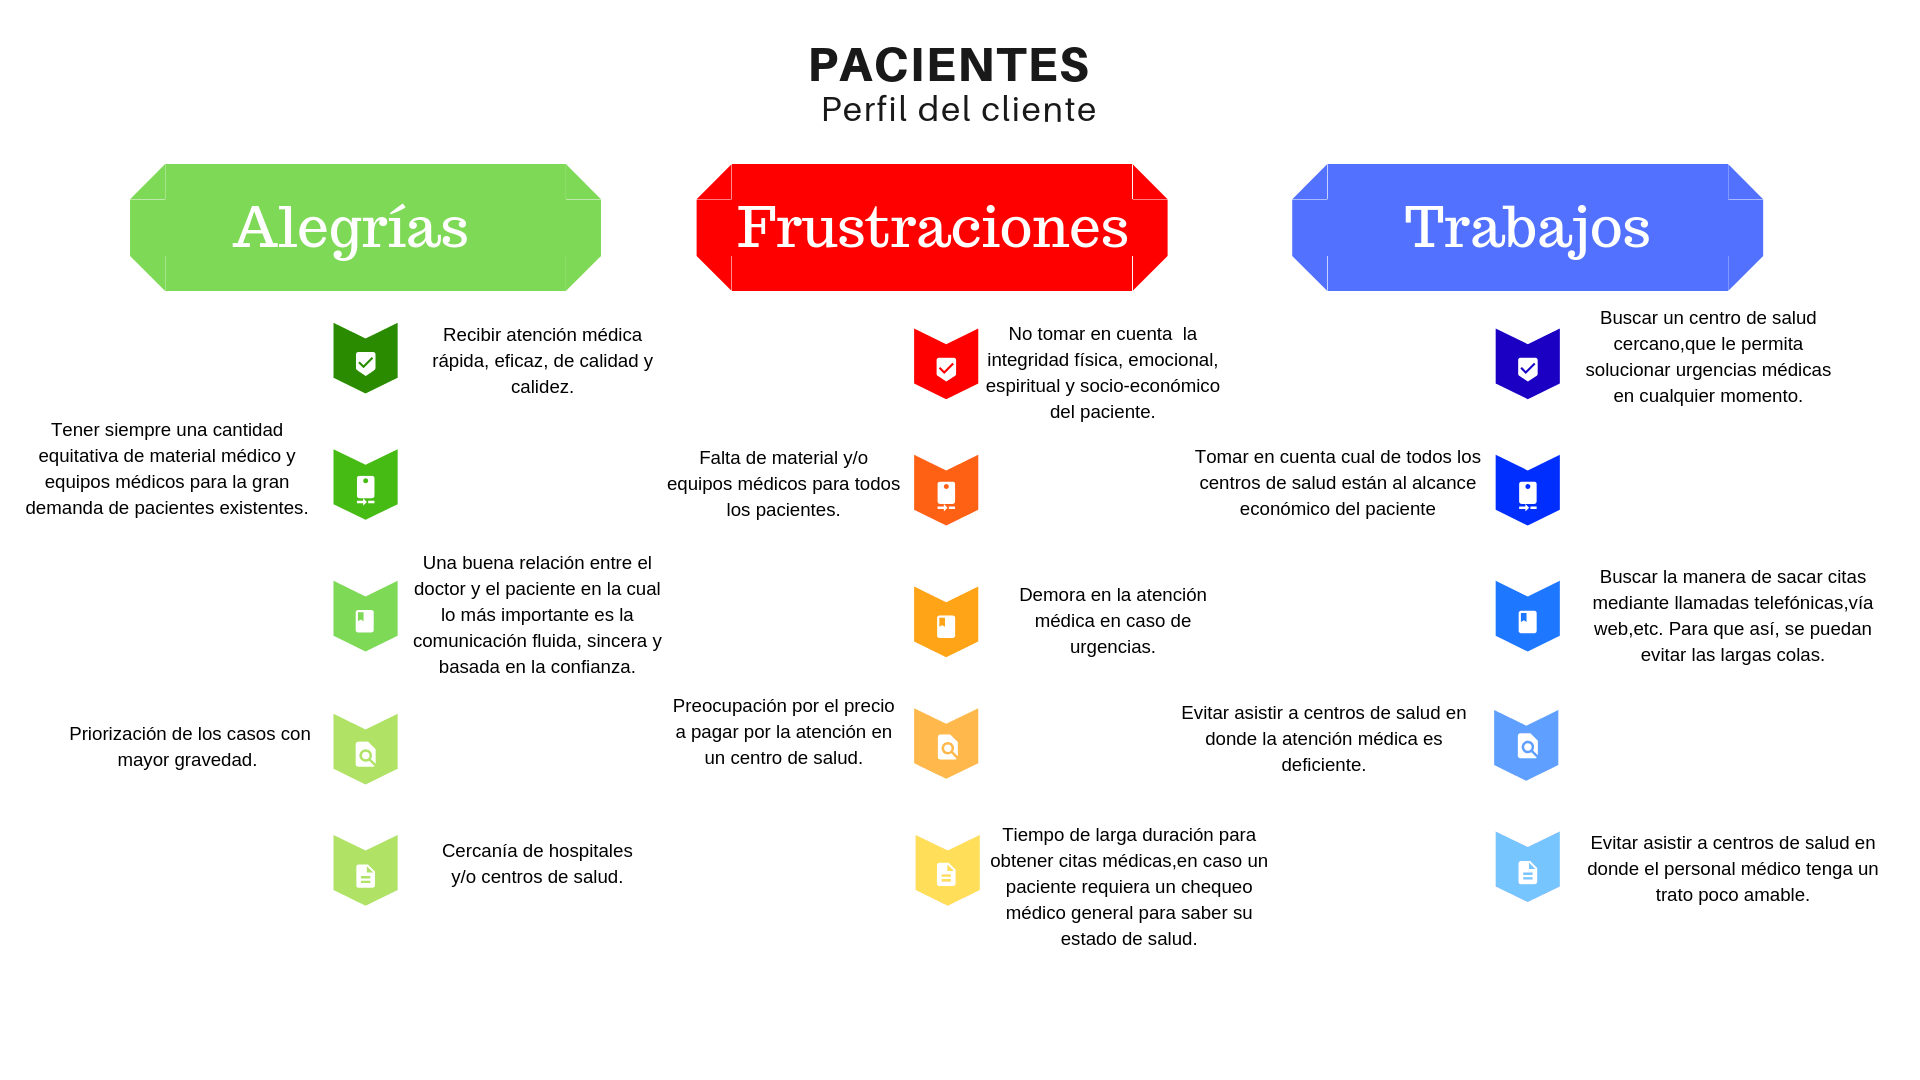 PACIENTES
Perfil del cliente
Alegrías
Recibir atención médica
rápida, eficaz, de calidad y
calidez.
Tener siempre una cantidad
equitativa de material médico y
equipos médicos para la gran
demanda de pacientes existentes.
Una buena relación entre el
doctor y el paciente en la cual
lo más importante es la
comunicación fluida, sincera y
basada en la confianza.
Priorización de los casos con
mayor gravedad.
Cercanía de hospitales
y/o centros de salud.
Frustraciones
No tomar en cuenta  la
integridad física, emocional,
espiritual y socio-económico
del paciente.
Falta de material y/o
equipos médicos para todos
los pacientes.
Demora en la atención
médica en caso de
urgencias.
Preocupación por el precio
a pagar por la atención en
un centro de salud.
Tiempo de larga duración para
obtener citas médicas,en caso un
paciente requiera un chequeo
médico general para saber su
estado de salud.
Trabajos
Buscar un centro de salud
cercano,que le permita
solucionar urgencias médicas
en cualquier momento.
Tomar en cuenta cual de todos los
centros de salud están al alcance
económico del paciente
Buscar la manera de sacar citas
mediante llamadas telefónicas,vía
web,etc. Para que así, se puedan
evitar las largas colas.
Evitar asistir a centros de salud en
donde la atención médica es
deficiente.
Evitar asistir a centros de salud en
donde el personal médico tenga un
trato poco amable.